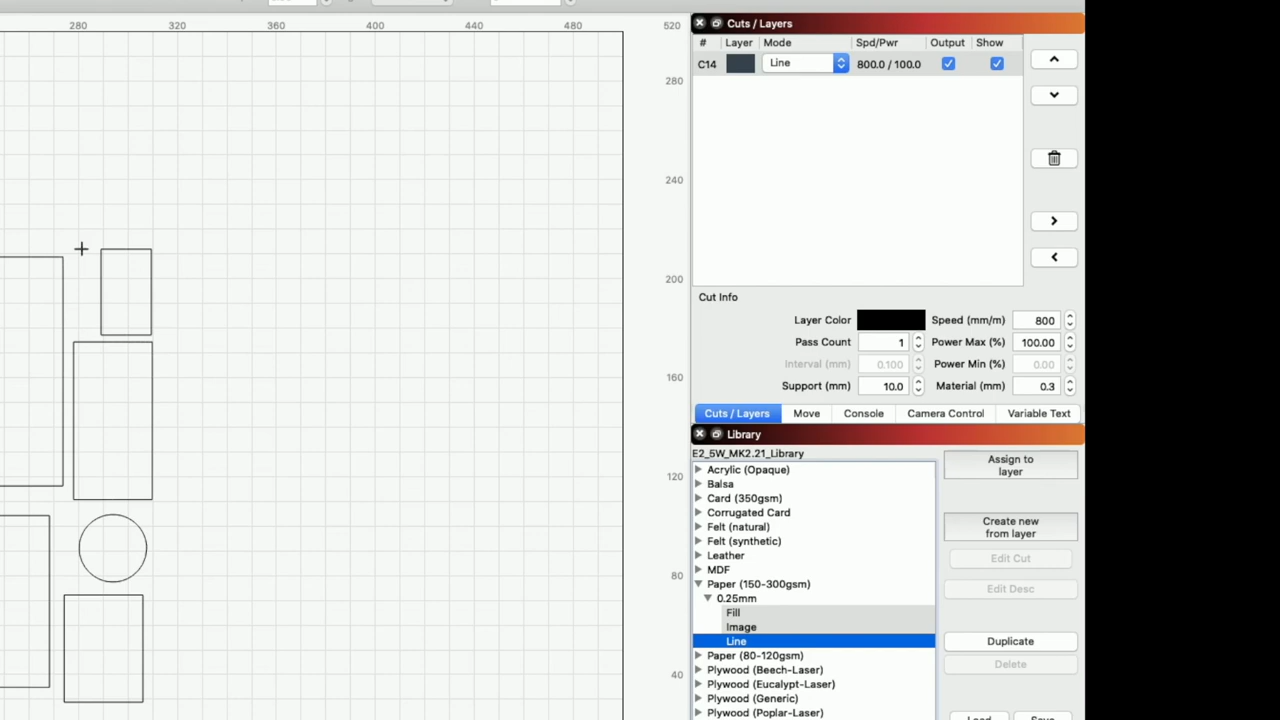 280 320 360 400 440 480 520
280
240
200
160
120
80
40
Cuts / Layers
# Layer Mode Spd/Pwr Output Show
C14 Line 800.0 / 100.0
Cut Info
Layer Color Speed (mm/m) 800
Pass Count 1 Power Max (%) 100.00
Interval (mm) 0.100 Power Min (%) 0.00
Support (mm) 10.0 Material (mm) 0.3
Cuts / Layers Move Console Camera Control Variable Text
Library
E2_5W_MK2.21_Library
Acrylic (Opaque)
Balsa
Card (350gsm)
Corrugated Card
Felt (natural)
Felt (synthetic)
Leather
MDF
Paper (150-300gsm)
0.25mm
Fill
Image
Line
Paper (80-120gsm)
Plywood (Beech-Laser)
Plywood (Eucalypt-Laser)
Plywood (Generic)
Plywood (Poplar-Laser)
Assign to
layer
Create new
from layer
Edit Cut
Edit Desc
Duplicate
Delete
Load Save